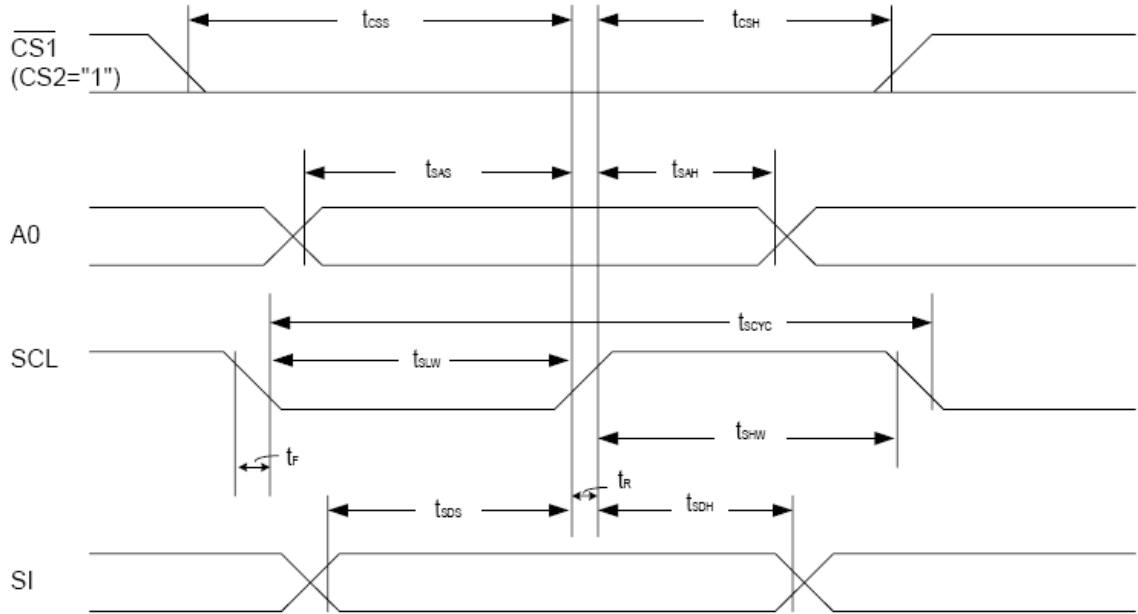 tCSS
tCSH
CS1
(CS2="1")
tSAS
tSAH
A0
tSCYC
SCL
tSLW
tSHW
tF
tR
tSDS
tSDH
SI